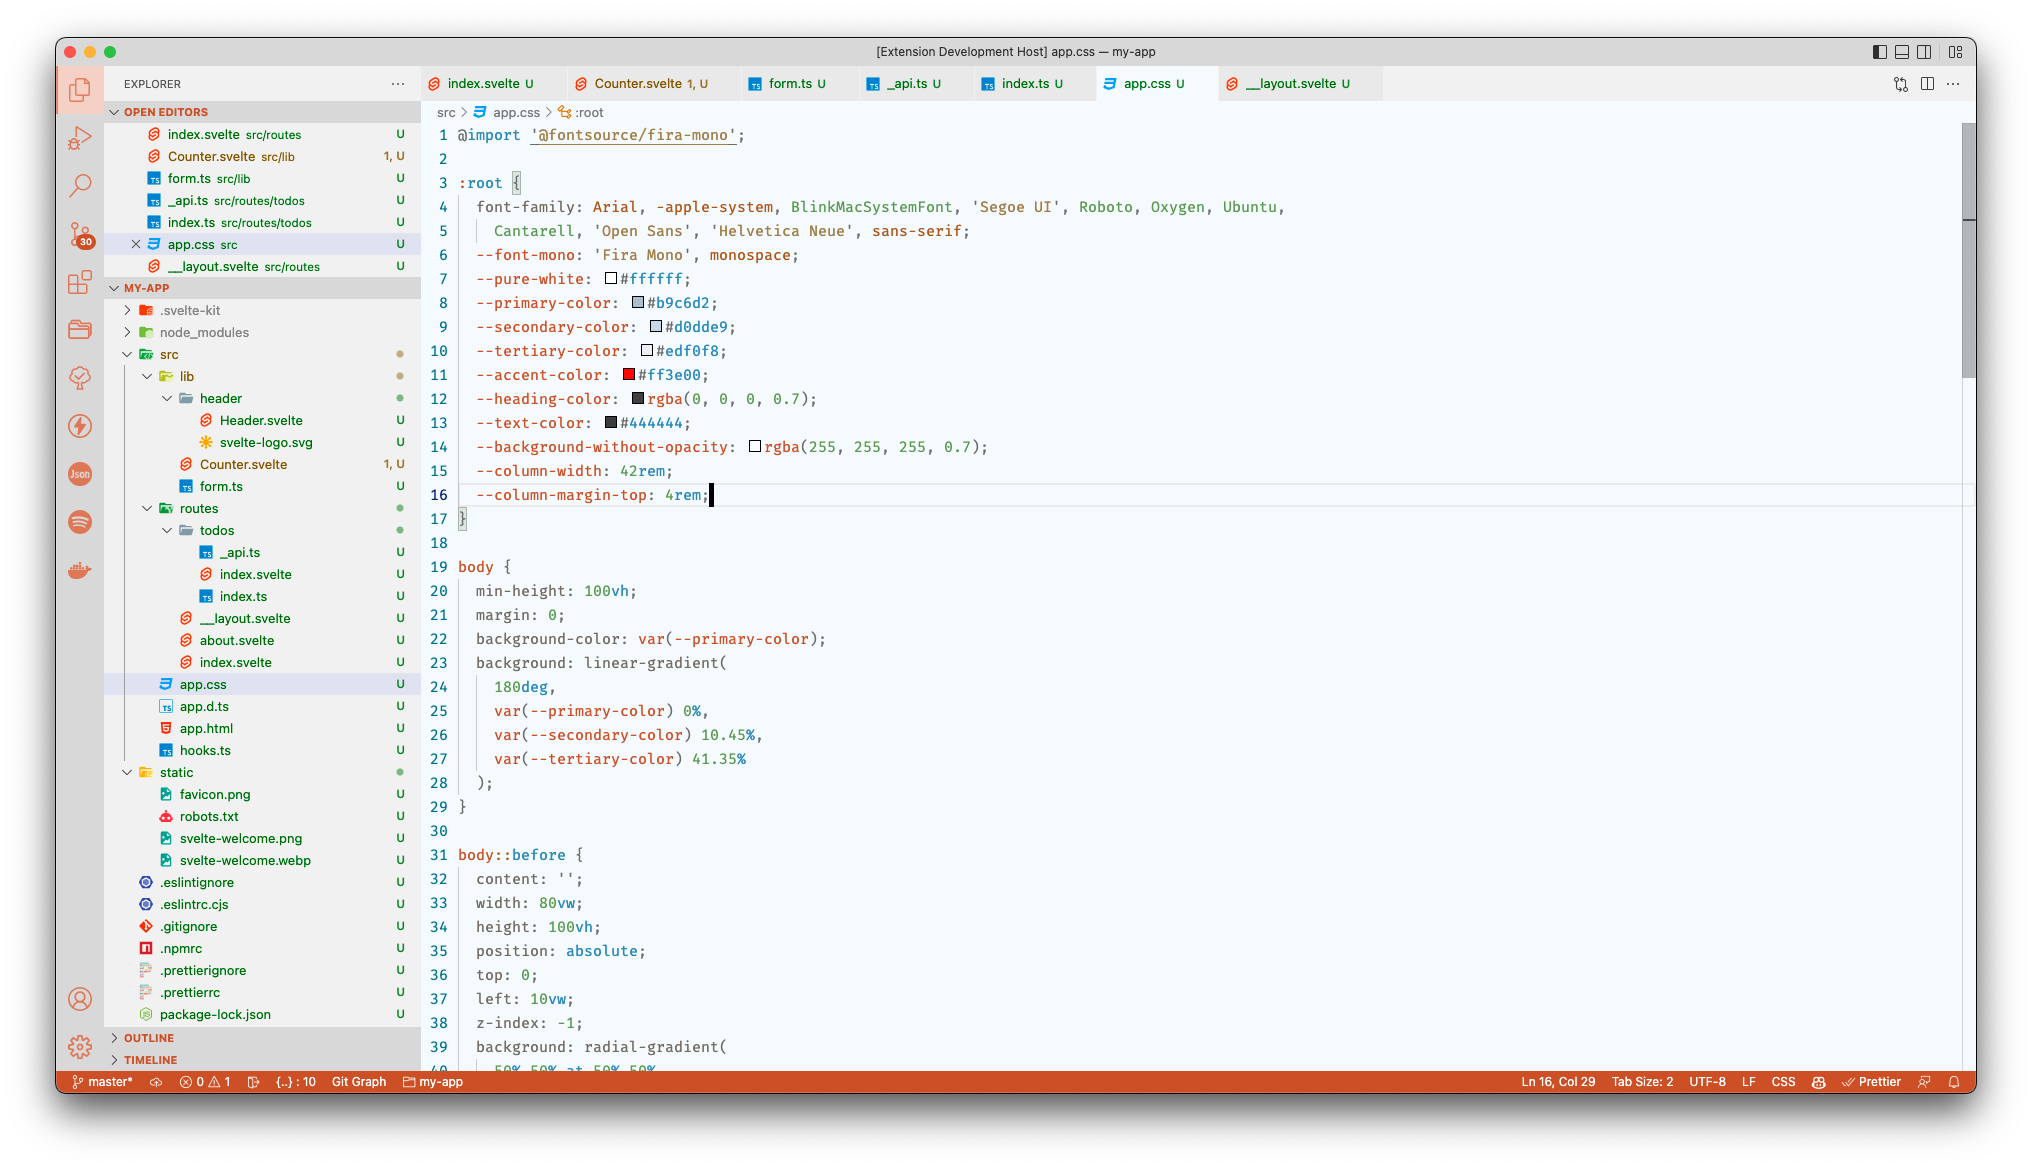 [Extension Development Host] app.css — my-app
EXPLORER
index.svelte U
Counter.svelte 1, U
form.ts U
_api.ts U
index.ts U
app.css U
__layout.svelte U
OPEN EDITORS
index.svelte src/routes U
Counter.svelte src/lib 1, U
form.ts src/lib U
_api.ts src/routes/todos U
index.ts src/routes/todos U
app.css src U
__layout.svelte src/routes U
MY-APP
.svelte-kit
node_modules
src
lib
header
Header.svelte U
svelte-logo.svg U
Counter.svelte 1, U
form.ts U
routes
todos
_api.ts U
index.svelte U
index.ts U
__layout.svelte U
about.svelte U
index.svelte U
app.css U
app.d.ts U
app.html U
hooks.ts U
static
favicon.png U
robots.txt U
svelte-welcome.png U
svelte-welcome.webp U
.eslintignore U
.eslintrc.cjs U
.gitignore U
.npmrc U
.prettierignore U
.prettierrc U
package-lock.json U
OUTLINE
TIMELINE
30
Json
src > app.css > :root
1 @import '@fontsource/fira-mono';
2
3 :root {
4 font-family: Arial, -apple-system, BlinkMacSystemFont, 'Segoe UI', Roboto, Oxygen, Ubuntu,
5 Cantarell, 'Open Sans', 'Helvetica Neue', sans-serif;
6 --font-mono: 'Fira Mono', monospace;
7 --pure-white: #ffffff;
8 --primary-color: #b9c6d2;
9 --secondary-color: #d0dde9;
10 --tertiary-color: #edf0f8;
11 --accent-color: #ff3e00;
12 --heading-color: rgba(0, 0, 0, 0.7);
13 --text-color: #444444;
14 --background-without-opacity: rgba(255, 255, 255, 0.7);
15 --column-width: 42rem;
16 --column-margin-top: 4rem;
17 }
18
19 body {
20 min-height: 100vh;
21 margin: 0;
22 background-color: var(--primary-color);
23 background: linear-gradient(
24 180deg,
25 var(--primary-color) 0%,
26 var(--secondary-color) 10.45%,
27 var(--tertiary-color) 41.35%
28 );
29 }
30
31 body::before {
32 content: '';
33 width: 80vw;
34 height: 100vh;
35 position: absolute;
36 top: 0;
37 left: 10vw;
38 z-index: -1;
39 background: radial-gradient(
40 50% 50% at 50% 50%
master* 0 1 {..} : 10 Git Graph my-app
Ln 16, Col 29 Tab Size: 2 UTF-8 LF CSS Prettier